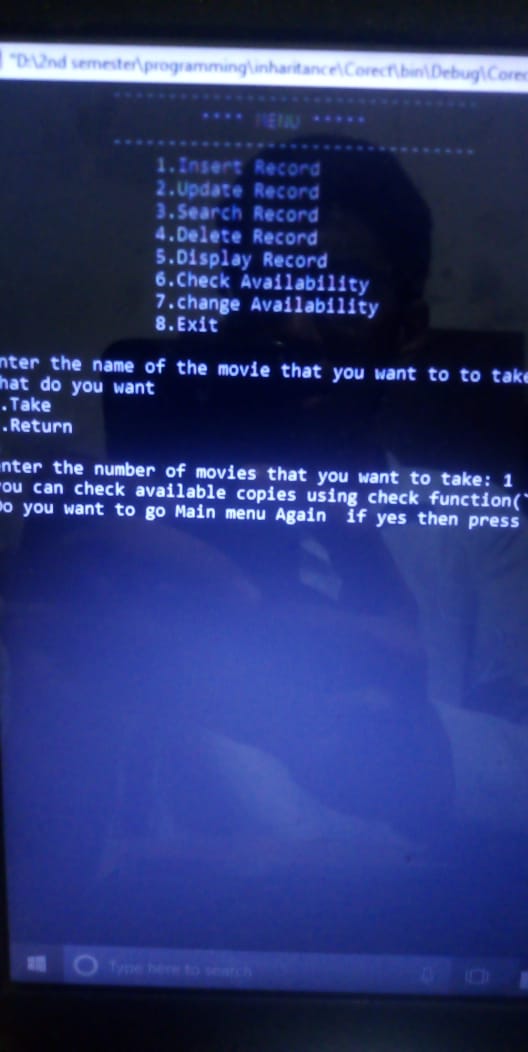 "D:\2nd semester\programming\inharitance\Corect\bin\Debug\Corec
------------------------------------
**** MENU *****
------------------------------------
1.Insert Record
2.Update Record
3.Search Record
4.Delete Record
5.Display Record
6.Check Availability
7.change Availability
8.Exit
nter the name of the movie that you want to to take
hat do you want
.Take
.Return
nter the number of movies that you want to take: 1
ou can check available copies using check function(
Do you want to go Main menu Again  if yes then press
Type here to search